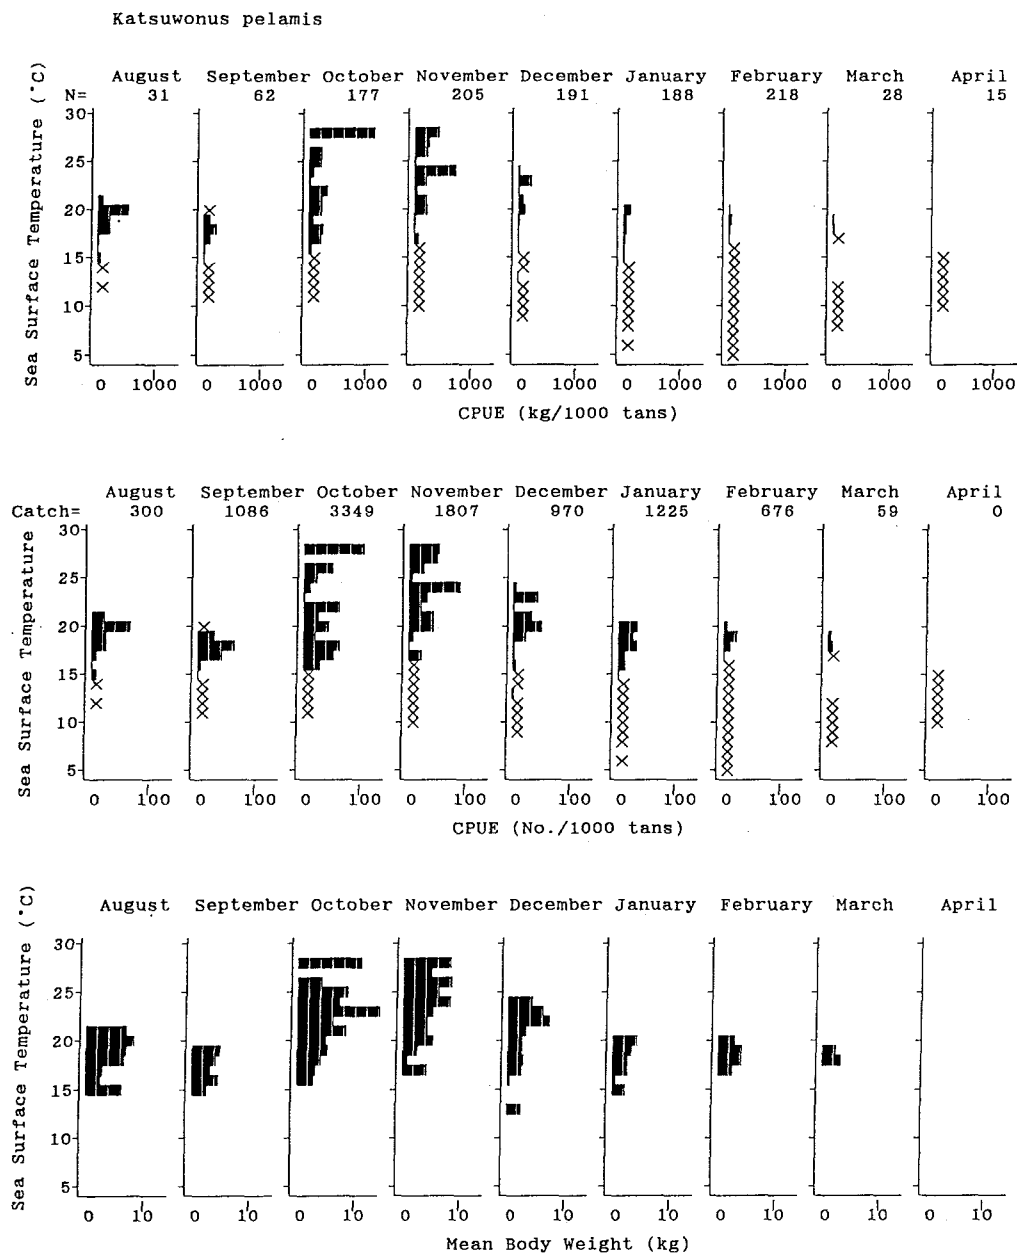 Katsuwonus pelamis
August September October November December January February March April
N= 31 62 177 205 191 188 218 28 15
Sea Surface Temperature (°C)
30
25
20
15
10
5
0 1000 0 1000 0 1000 0 1000 0 1000 0 1000 0 1000 0 1000 0 1000
CPUE (kg/1000 tans)
August September October November December January February March April
Catch= 300 1086 3349 1807 970 1225 676 59 0
Sea Surface Temperature
30
25
20
15
10
5
0 100 0 100 0 100 0 100 0 100 0 100 0 100 0 100 0 100
CPUE (No./1000 tans)
August September October November December January February March April
Sea Surface Temperature (°C)
30
25
20
15
10
5
0 10 0 10 0 10 0 10 0 10 0 10 0 10 0 10 0 10
Mean Body Weight (kg)